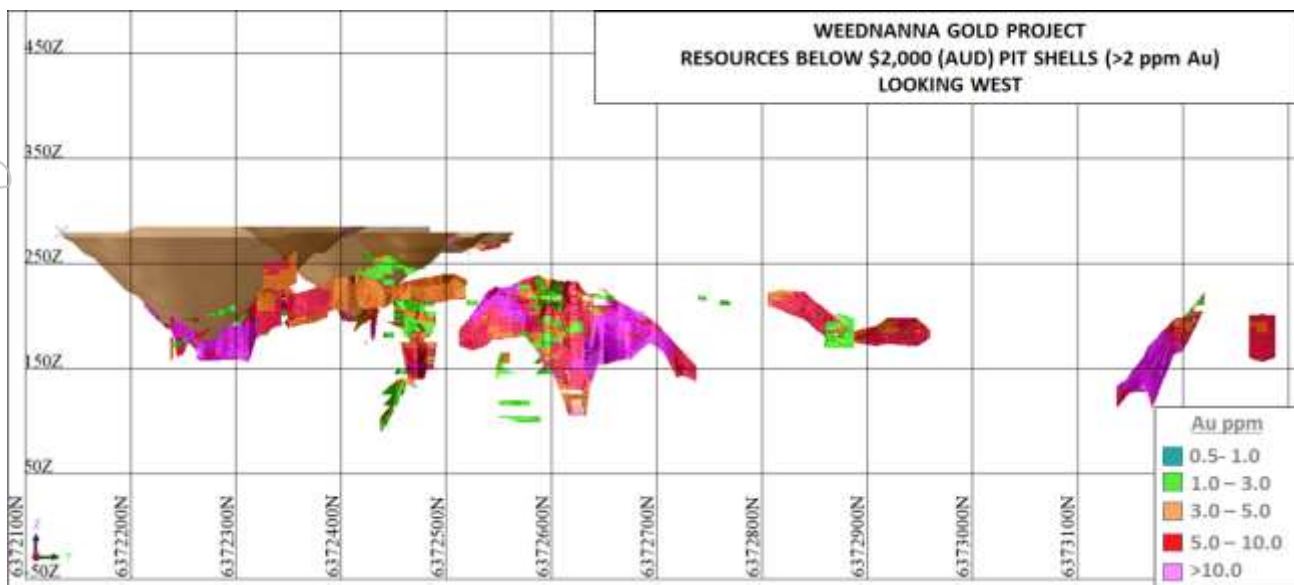 WEEDNANNA GOLD PROJECT
RESOURCES BELOW $2,000 (AUD) PIT SHELLS (>2 ppm Au)
LOOKING WEST
450Z
350Z
250Z
150Z
50Z
-50Z
6372100N
6372200N
6372300N
6372400N
6372500N
6372600N
6372700N
6372800N
6372900N
6373000N
6373100N
Au ppm
0.5- 1.0
1.0 – 3.0
3.0 – 5.0
5.0 – 10.0
>10.0